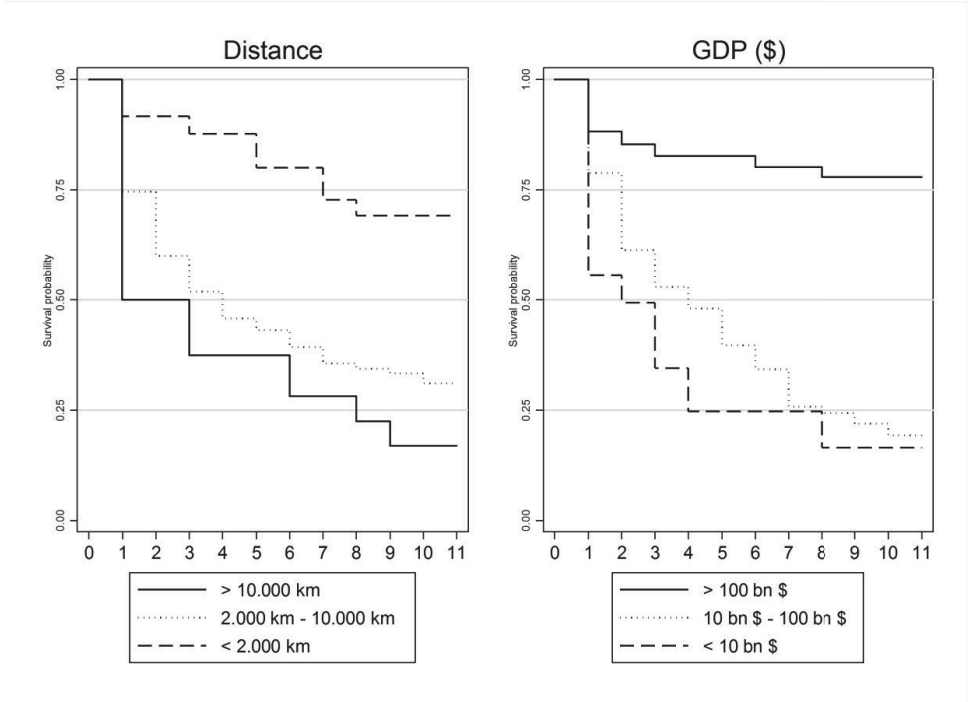 Distance
Survival probability
1.00
0.75
0.50
0.25
0.00
0 1 2 3 4 5 6 7 8 9 10 11
> 10.000 km
2.000 km - 10.000 km
< 2.000 km
GDP ($)
Survival probability
1.00
0.75
0.50
0.25
0.00
0 1 2 3 4 5 6 7 8 9 10 11
> 100 bn $
10 bn $ - 100 bn $
< 10 bn $